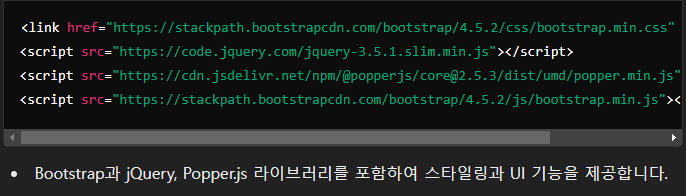 <link href="https://stackpath.bootstrapcdn.com/bootstrap/4.5.2/css/bootstrap.min.css"
<script src="https://code.jquery.com/jquery-3.5.1.slim.min.js"></script>
<script src="https://cdn.jsdelivr.net/npm/@popperjs/core@2.5.3/dist/umd/popper.min.js"
<script src="https://stackpath.bootstrapcdn.com/bootstrap/4.5.2/js/bootstrap.min.js"><
• Bootstrap과 jQuery, Popper.js 라이브러리를 포함하여 스타일링과 UI 기능을 제공합니다.